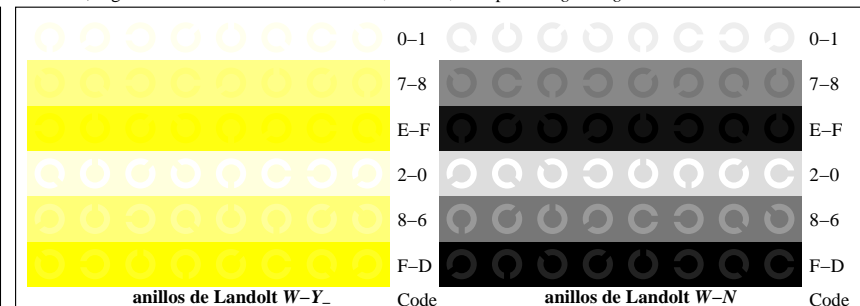 0–1 0–1
7–8 7–8
E–F E–F
2–0 2–0
8–6 8–6
F–D F–D
anillos de Landolt W–Y_ Code anillos de Landolt W–N Code